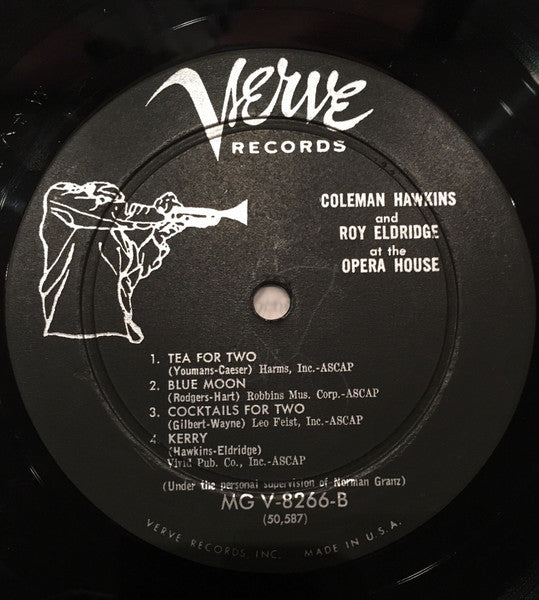 Verve
RECORDS
COLEMAN HAWKINS
and
ROY ELDRIDGE
at the
OPERA HOUSE
1. TEA FOR TWO
(Youmans-Caeser) Harms, Inc.-ASCAP
2. BLUE MOON
(Rodgers-Hart) Robbins Mus. Corp.-ASCAP
3. COCKTAILS FOR TWO
(Gilbert-Wayne) Leo Feist, Inc.-ASCAP
4. KERRY
(Hawkins-Eldridge)
Vivid Pub. Co., Inc.-ASCAP
(Under the personal supervision of Norman Granz)
MG V-8266-B
(50,587)
VERVE RECORDS, INC. MADE IN U.S.A.